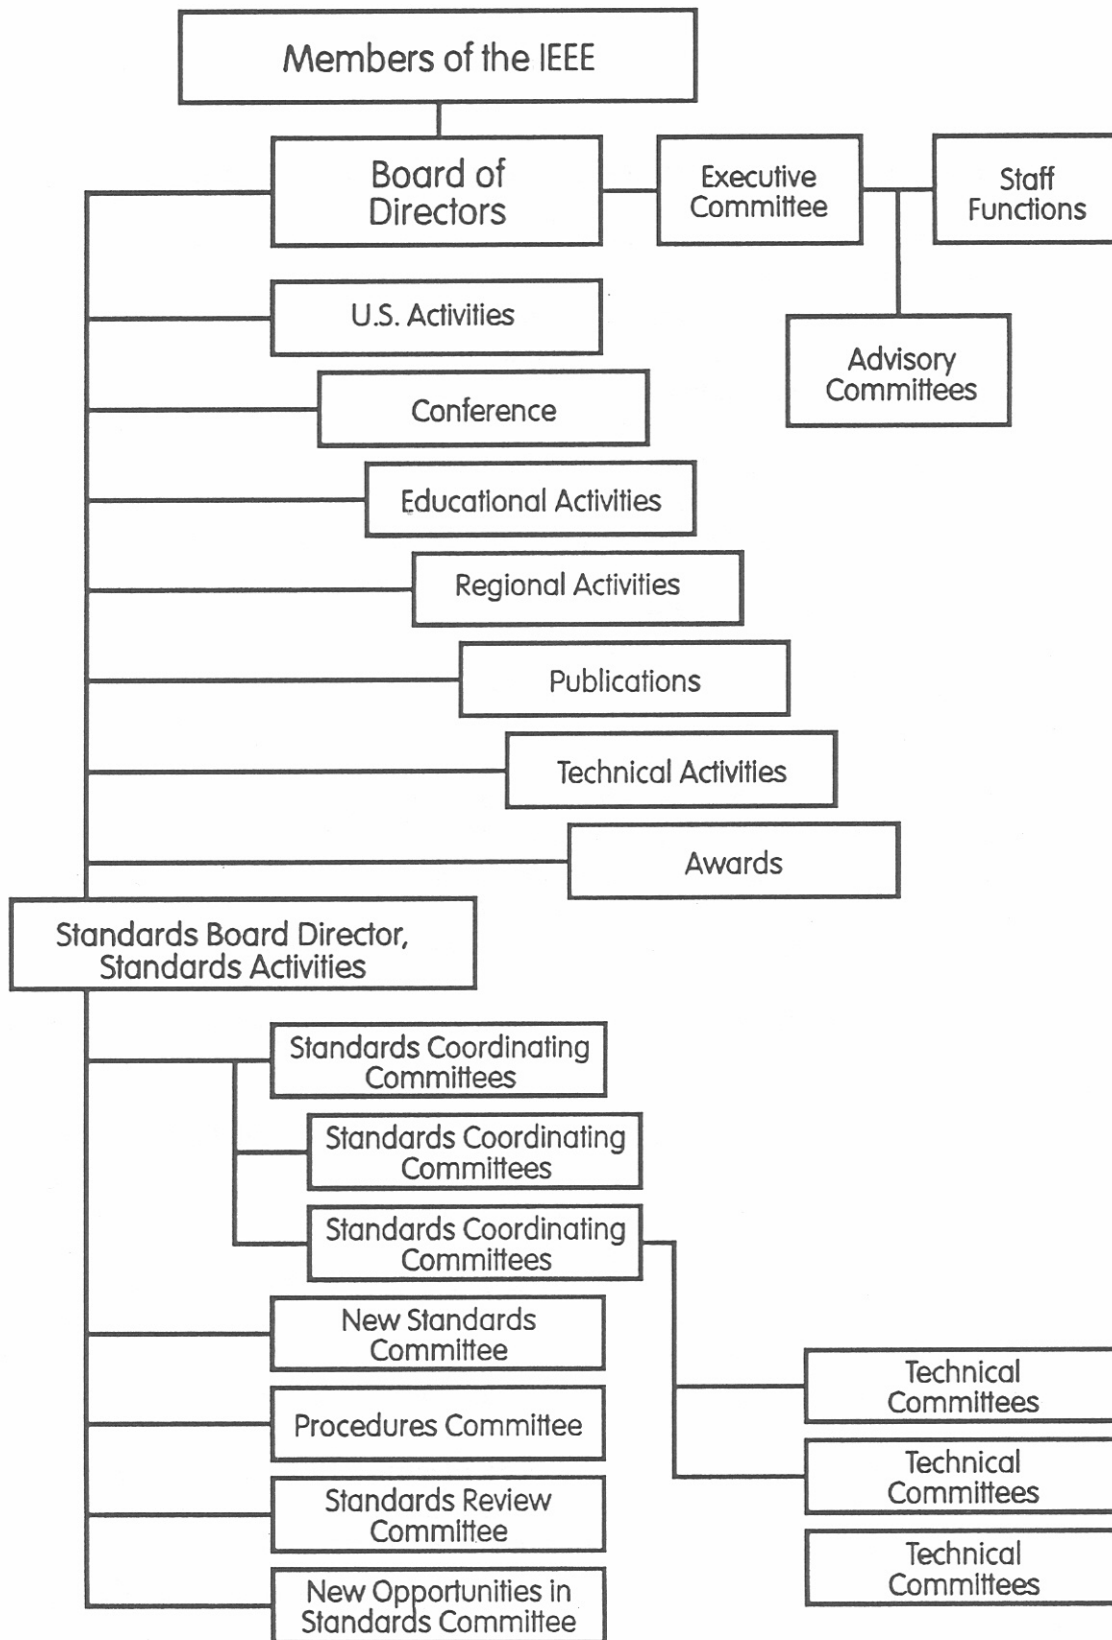 Members of the IEEE
Board of
Directors
Executive
Committee
Staff
Functions
U.S. Activities
Advisory
Committees
Conference
Educational Activities
Regional Activities
Publications
Technical Activities
Awards
Standards Board Director,
Standards Activities
Standards Coordinating
Committees
Standards Coordinating
Committees
Standards Coordinating
Committees
New Standards
Committee
Technical
Committees
Procedures Committee
Technical
Committees
Standards Review
Committee
Technical
Committees
New Opportunities in
Standards Committee